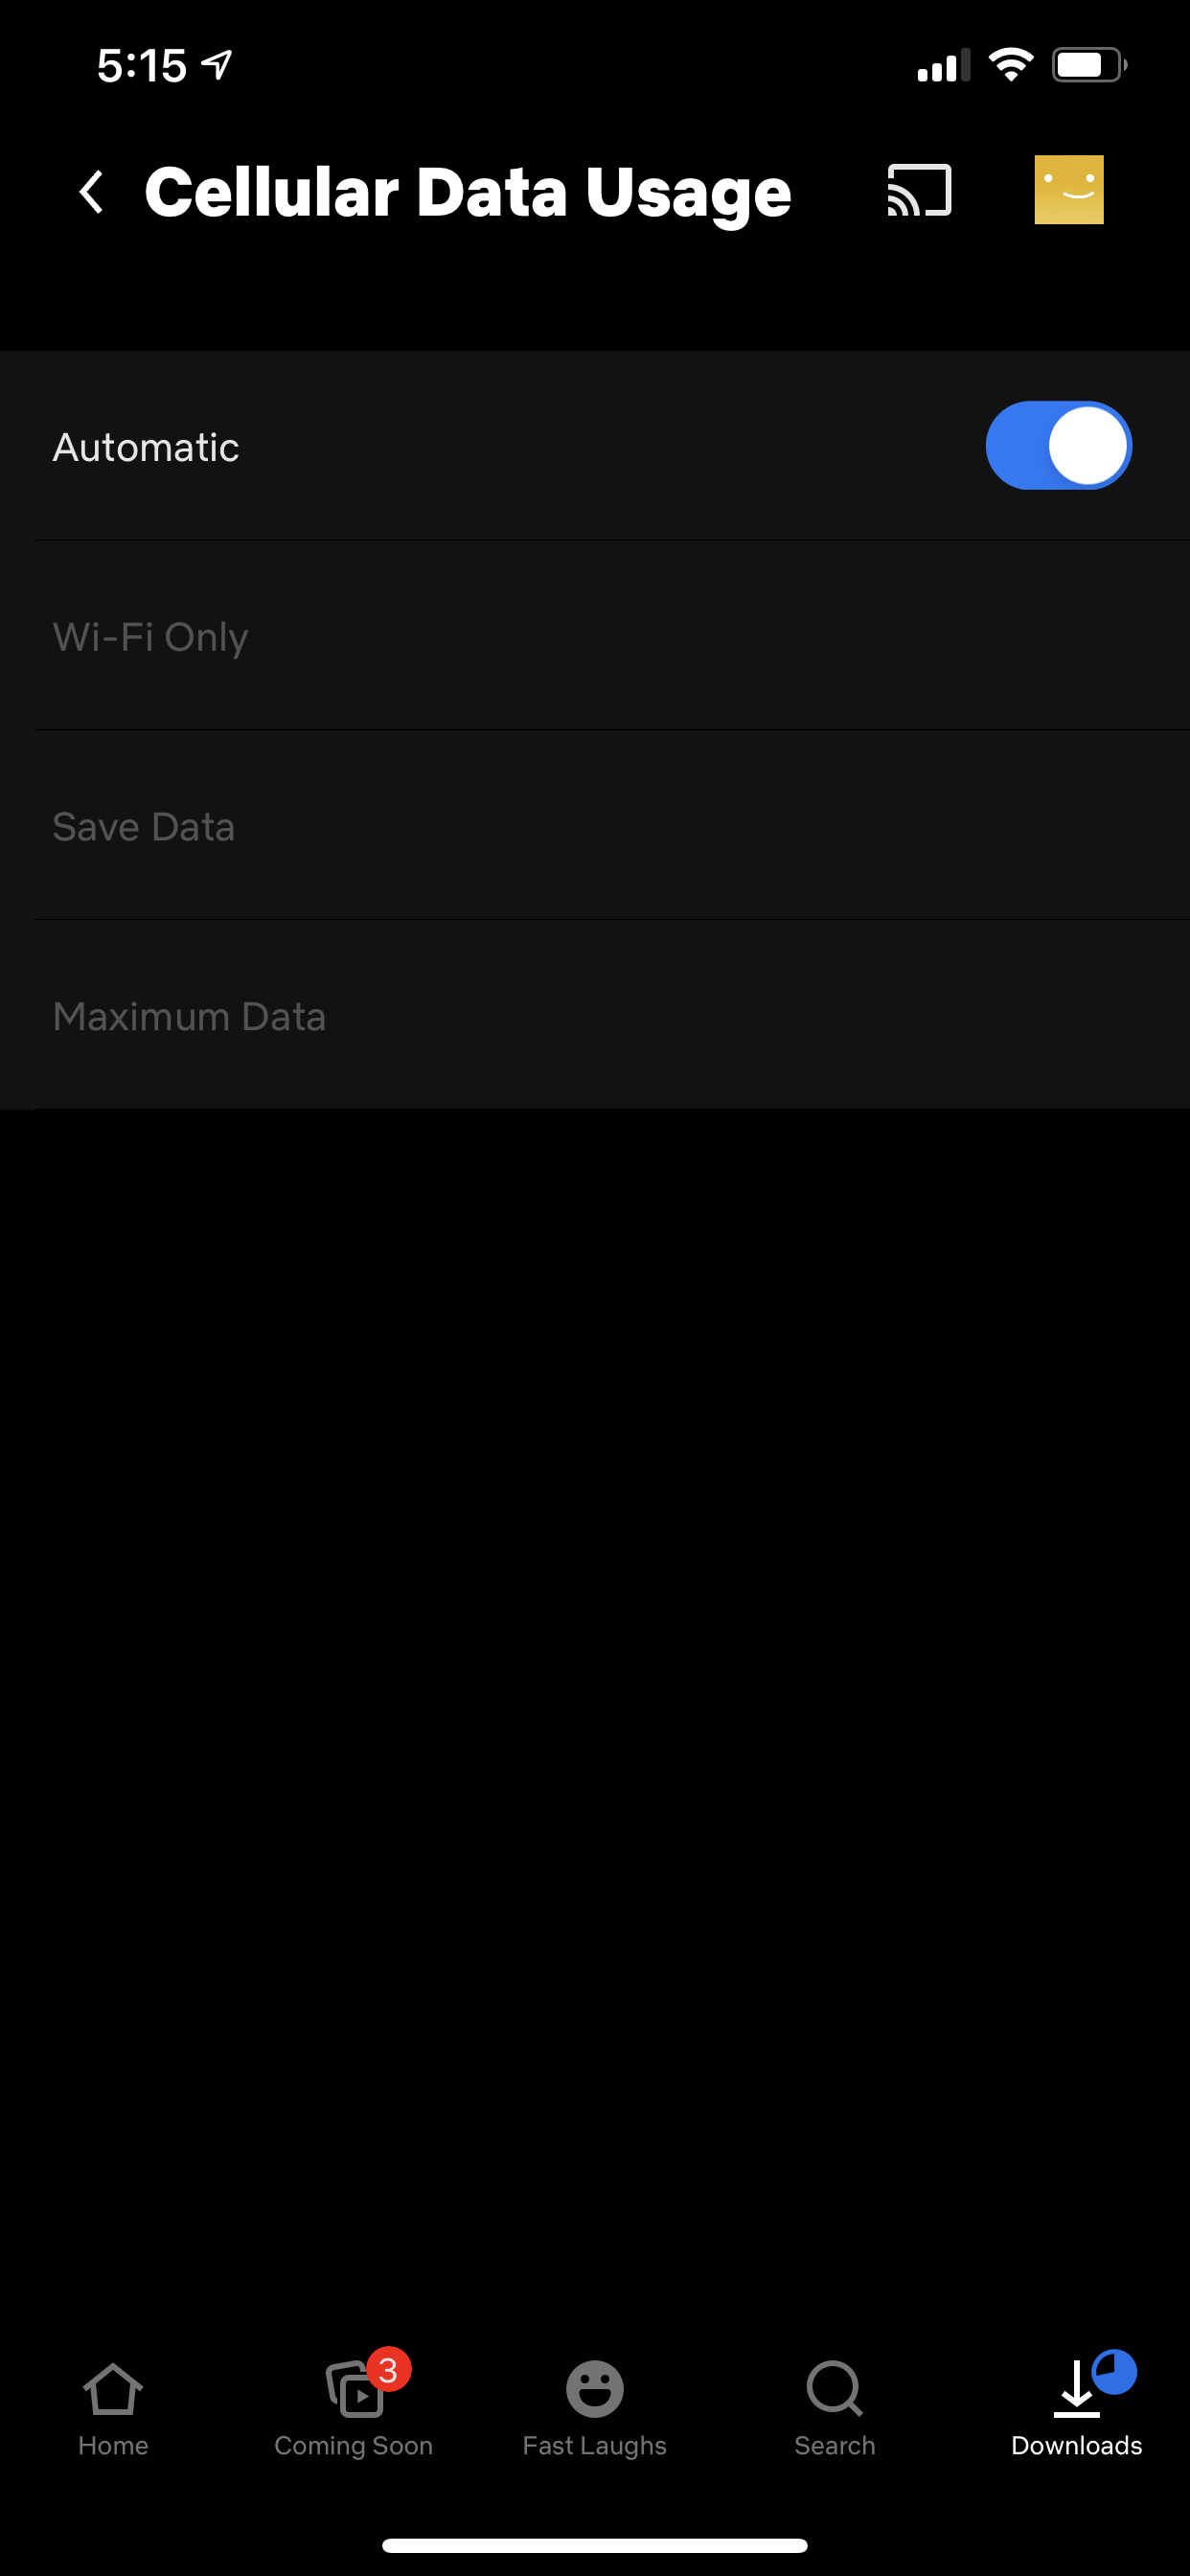 5:15
Cellular Data Usage
Automatic
Wi-Fi Only
Save Data
Maximum Data
3
Home
Coming Soon
Fast Laughs
Search
Downloads